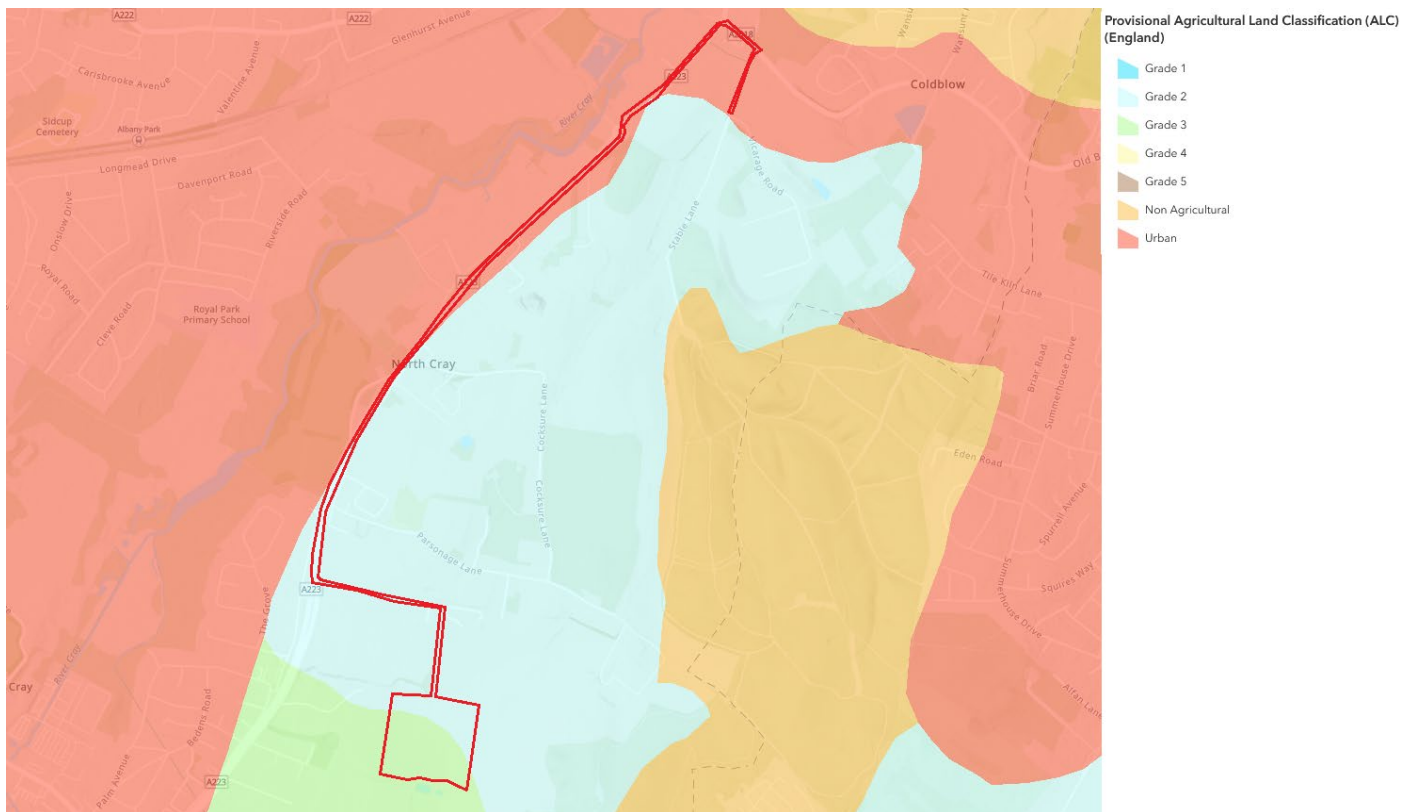 A222
A222
Glenhurst Avenue
Carisbrooke Avenue
Valentine Avenue
Sidcup
Cemetery
Albany Park
Longmead Drive
Davenport Road
Riverside Road
Onslow Drive
Royal Road
Cleve Road
Royal Park
Primary School
River Cray
A223
Coldblow
Vicarage Road
Stable Lane
Tile Kiln Lane
North Cray
Cocksure Lane
Cocksure Lane
Parsonage Lane
Briar Road
Summerhouse Drive
Eden Road
Spurrell Avenue
Squires Way
Summerhouse Drive
A223
The Grove
River Cray
Cray
Bedens Road
Palm Avenue
A223
Provisional Agricultural Land Classification (ALC)
(England)
Grade 1
Grade 2
Grade 3
Grade 4
Grade 5
Non Agricultural
Urban